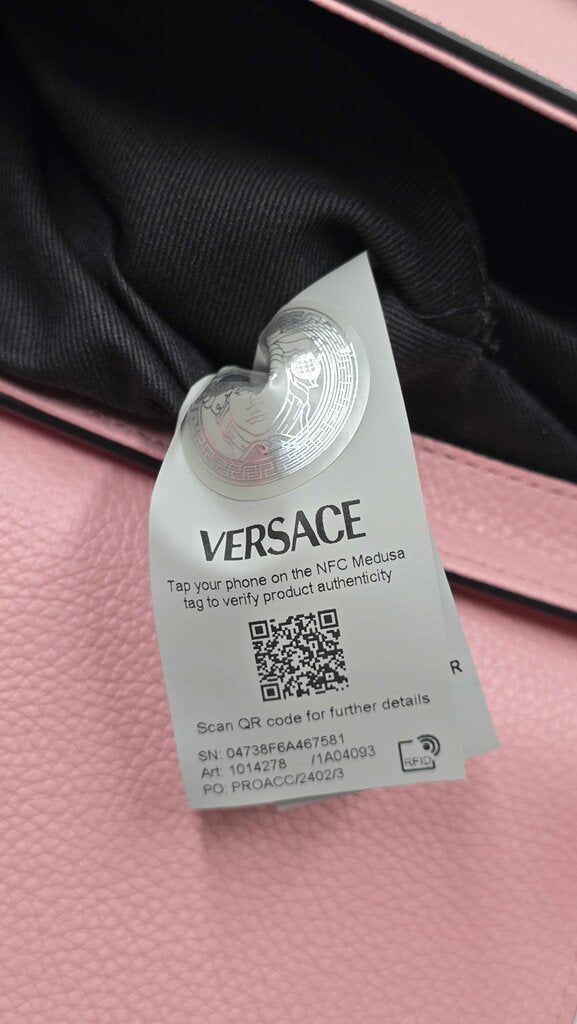 VERSACE
Tap your phone on the NFC Medusa
tag to verify product authenticity
Scan QR code for further details
SN: 04738F6A467581
Art: 1014278 /1A04093
PO: PROACC/2402/3
RFID
R